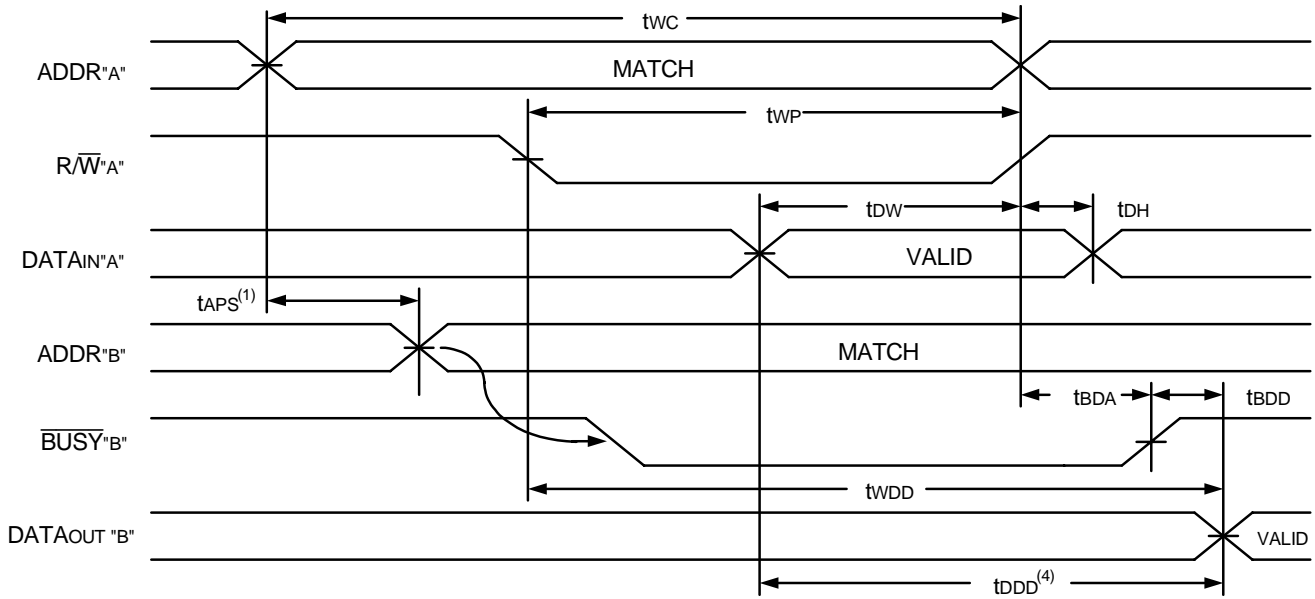 tWC
ADDR"A"
MATCH
tWP
R/W̅"A"
tDW
tDH
DATAIN"A"
VALID
tAPS(1)
ADDR"B"
MATCH
tBDA
tBDD
B̅U̅S̅Y̅"B"
tWDD
DATAOUT "B"
VALID
tDDD(4)